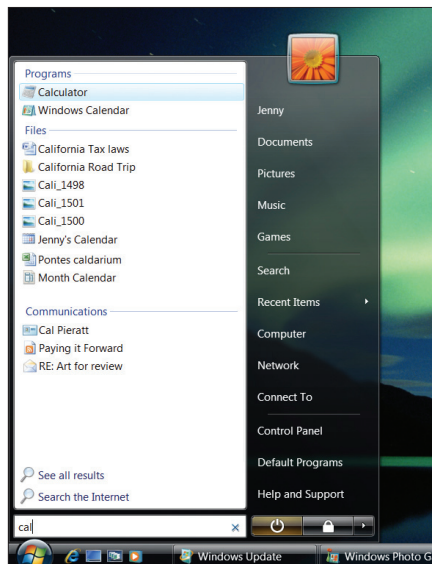 Programs
Calculator
Windows Calendar
Files
California Tax laws
California Road Trip
Cali_1498
Cali_1501
Cali_1500
Jenny's Calendar
Pontes caldarium
Month Calendar
Communications
Cal Pieratt
Paying it Forward
RE: Art for review
See all results
Search the Internet
cal
Jenny
Documents
Pictures
Music
Games
Search
Recent Items
Computer
Network
Connect To
Control Panel
Default Programs
Help and Support
Windows Update
Windows Photo G